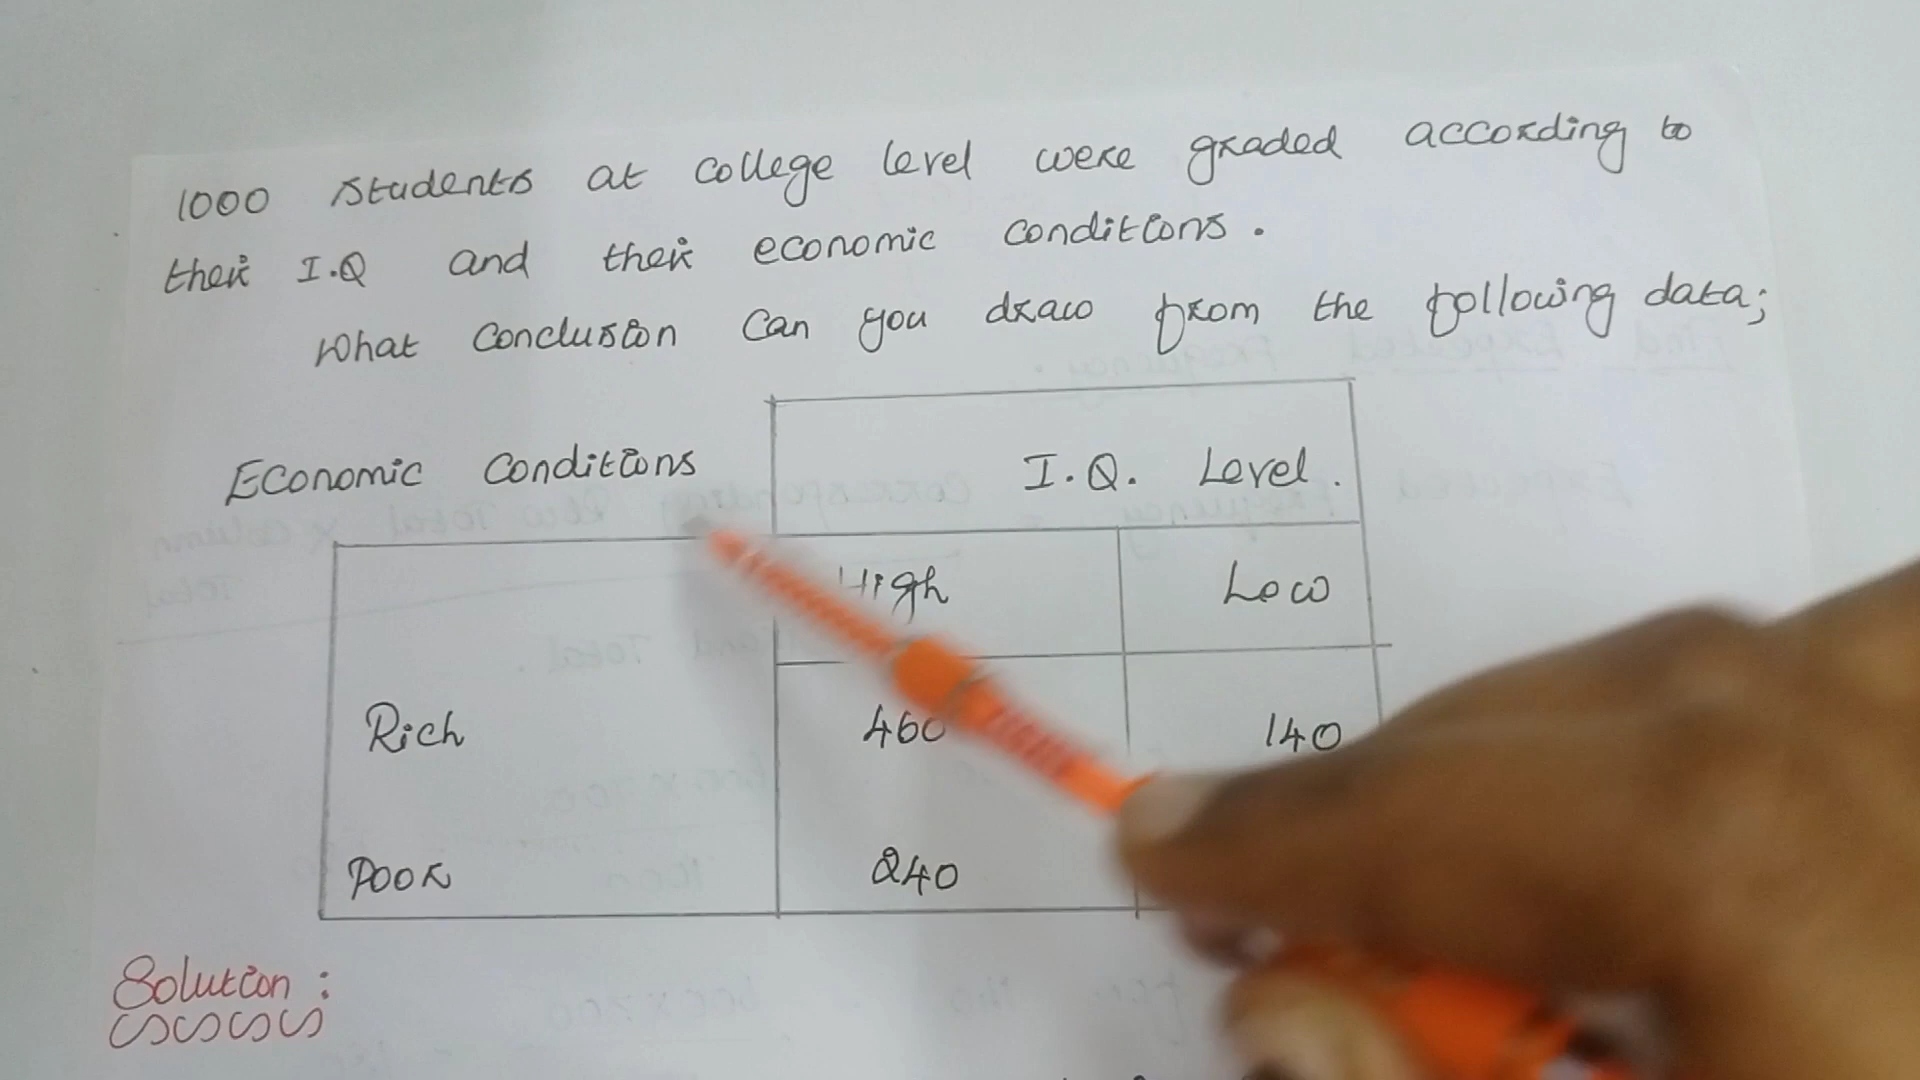 1000 students at college level were graded according to
their I.Q and their economic conditions.
What conclusion can you draw from the following data;
Economic Conditions
I.Q. Level.
High Low
Rich 460 140
Poor 240
Solution :